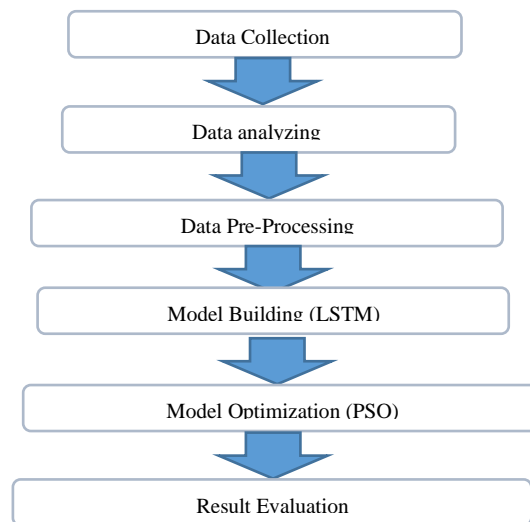 Data Collection
Data analyzing
Data Pre-Processing
Model Building (LSTM)
Model Optimization (PSO)
Result Evaluation